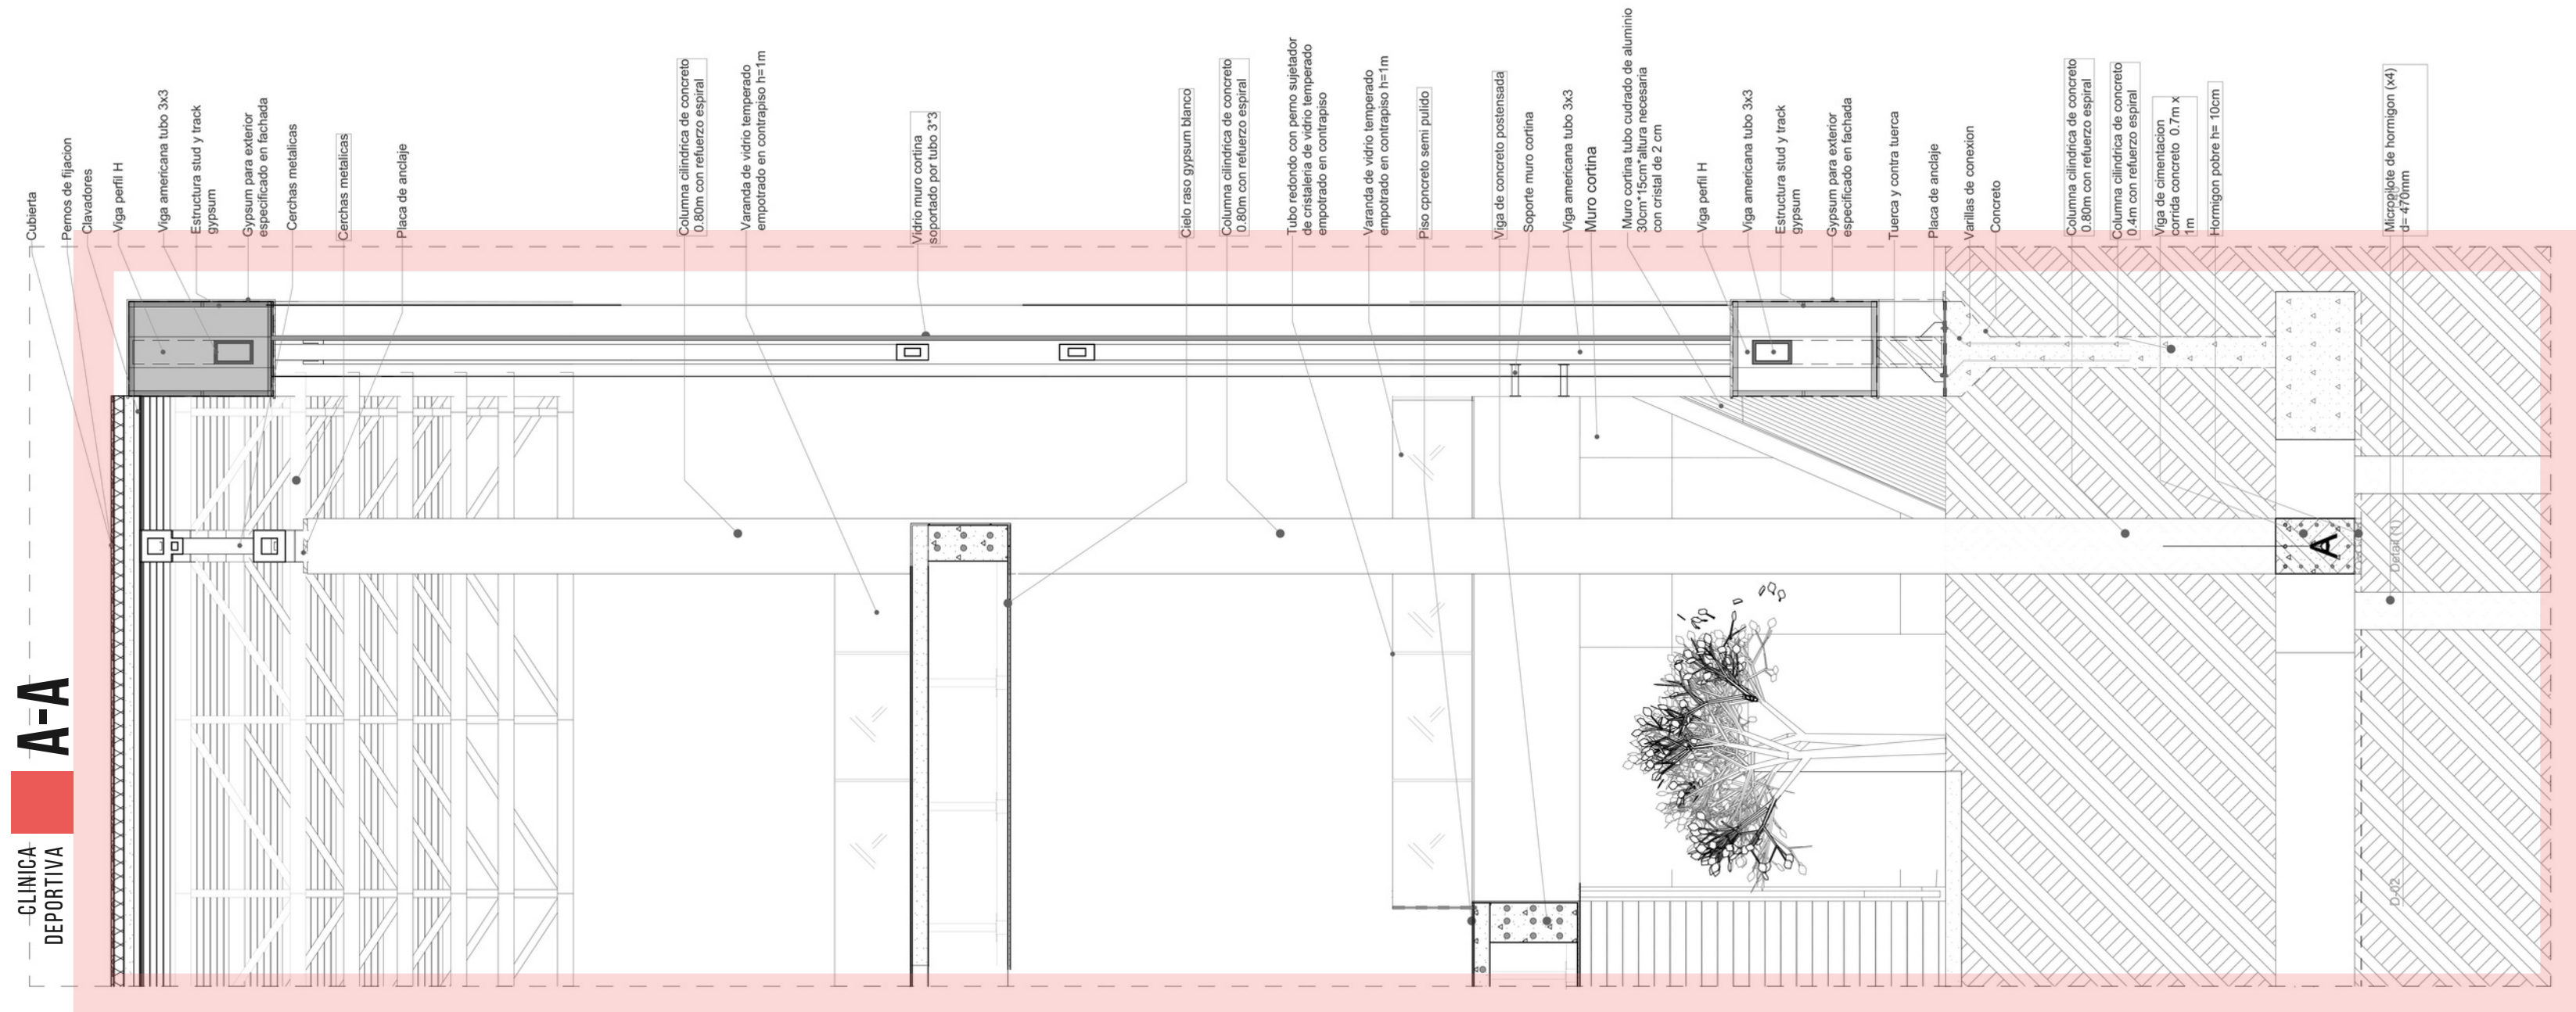 CLINICA
DEPORTIVA
A-A
Cubierta
Pernos de fijacion
Clavadores
Viga perfil H
Viga americana tubo 3x3
Estructura stud y track
gypsum
Gypsum para exterior
especificado en fachada
Cerchas metalicas
Cerchas metalicas
Placa de anclaje
Columna cilindrica de concreto
0.80m con refuerzo espiral
Varanda de vidrio temperado
empotrado en contrapiso h=1m
Vidrio muro cortina
soportado por tubo 3*3
Cielo raso gypsum blanco
Columna cilindrica de concreto
0.80m con refuerzo espiral
Tubo redondo con perno sujetador
de cristaleria de vidrio temperado
empotrado en contrapiso
Varanda de vidrio temperado
empotrado en contrapiso h=1m
Piso cpncreto semi pulido
Viga de concreto postensada
Soporte muro cortina
Viga americana tubo 3x3
Muro cortina
Muro cortina tubo cudrado de aluminio
30cm*15cm*altura necesaria
con cristal de 2 cm
Viga perfil H
Viga americana tubo 3x3
Estructura stud y track
gypsum
Gypsum para exterior
especificado en fachada
Tuerca y contra tuerca
Placa de anclaje
Varillas de conexion
Concreto
Columna cilindrica de concreto
0.80m con refuerzo espiral
Columna cilindrica de concreto
0.4m con refuerzo espiral
Viga de cimentacion
corrida concreto 0.7m x
1m
Hormigon pobre h= 10cm
Micropilote de hormigon (x4)
d= 470mm
A
Detail (1)
D-02